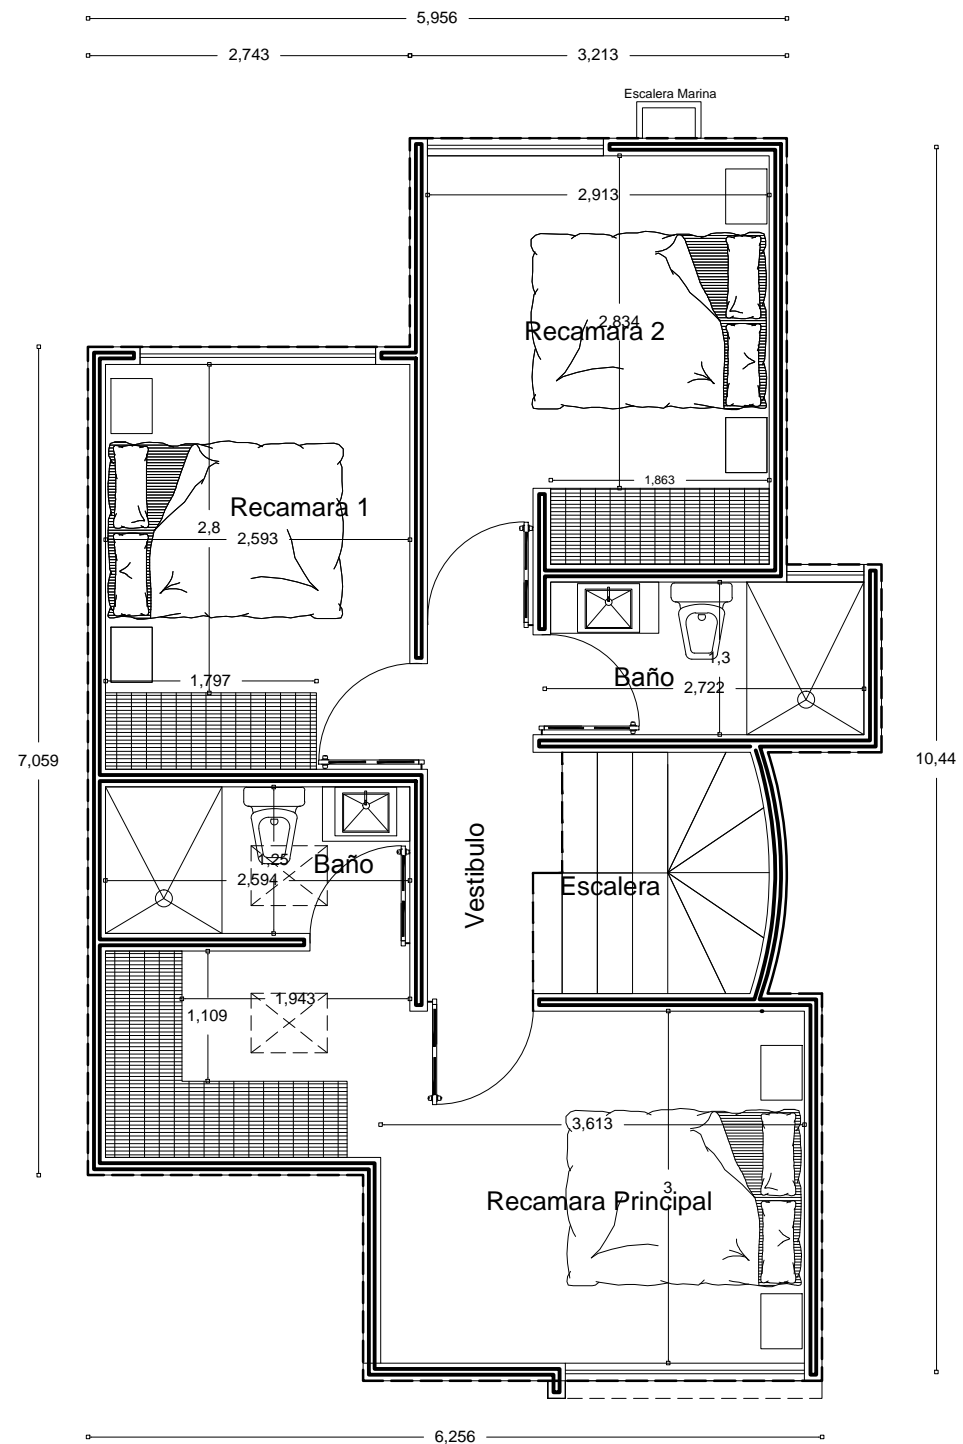 5,956
2,743
3,213
Escalera Marina
2,913
2,834
Recamara 2
1,863
Recamara 1
2,8
2,593
1,3
Baño
2,722
1,797
7,059
10,44
1,25
Baño
2,594
Vestibulo
Escalera
1,943
1,109
3,613
3
Recamara Principal
6,256